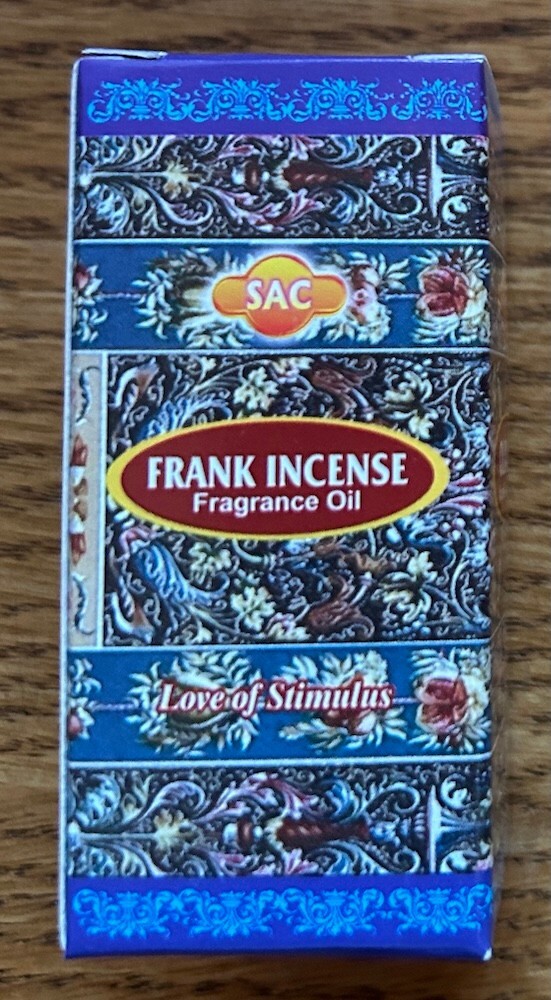 SAC
FRANK INCENSE
Fragrance Oil
Love of Stimulus